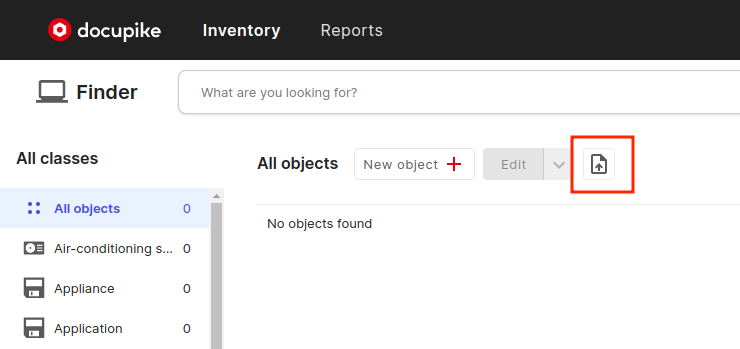 docupike Inventory Reports
Finder
What are you looking for?
All classes
All objects New object Edit
All objects 0
No objects found
Air-conditioning s... 0
Appliance 0
Application 0